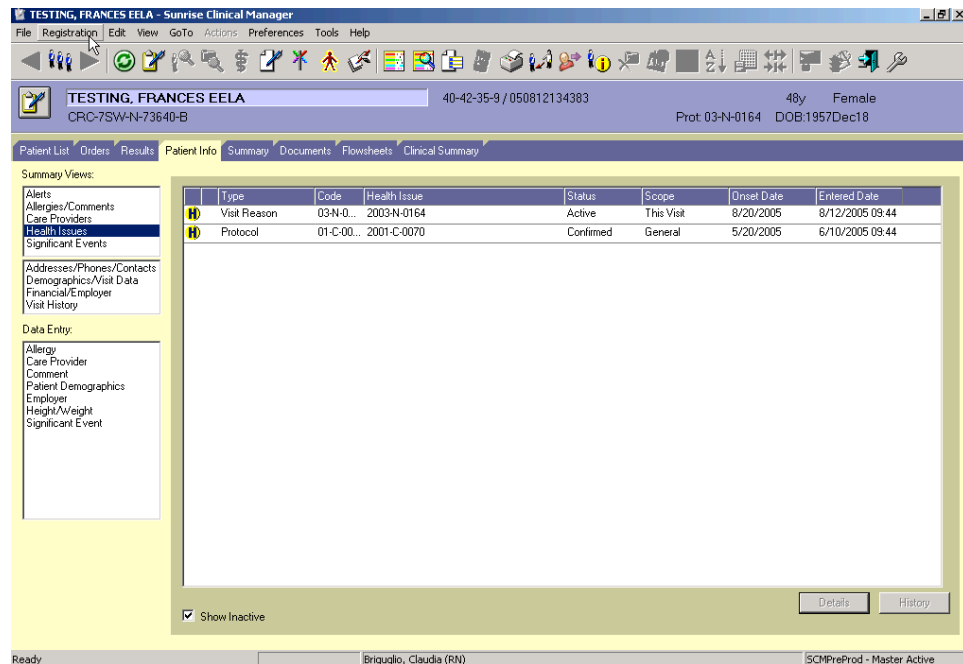 TESTING, FRANCES EELA - Sunrise Clinical Manager
File Registration Edit View GoTo Actions Preferences Tools Help
TESTING, FRANCES EELA 40-42-35-9 / 050812134383 48y Female
CRC-7SW-N-73640-B Prot: 03-N-0164 DOB:1957Dec18
Patient List Orders Results Patient Info Summary Documents Flowsheets Clinical Summary
Summary Views:
Alerts
Allergies/Comments
Care Providers
Health Issues
Significant Events
Addresses/Phones/Contacts
Demographics/Visit Data
Financial/Employer
Visit History
Data Entry:
Allergy
Care Provider
Comment
Patient Demographics
Employer
Height/Weight
Significant Event
Type Code Health Issue Status Scope Onset Date Entered Date
H Visit Reason 03-N-0... 2003-N-0164 Active This Visit 8/20/2005 8/12/2005 09:44
H Protocol 01-C-00... 2001-C-0070 Confirmed General 5/20/2005 6/10/2005 09:44
Details History
Show Inactive
Ready Briguglio, Claudia (RN) SCMPreProd - Master Active